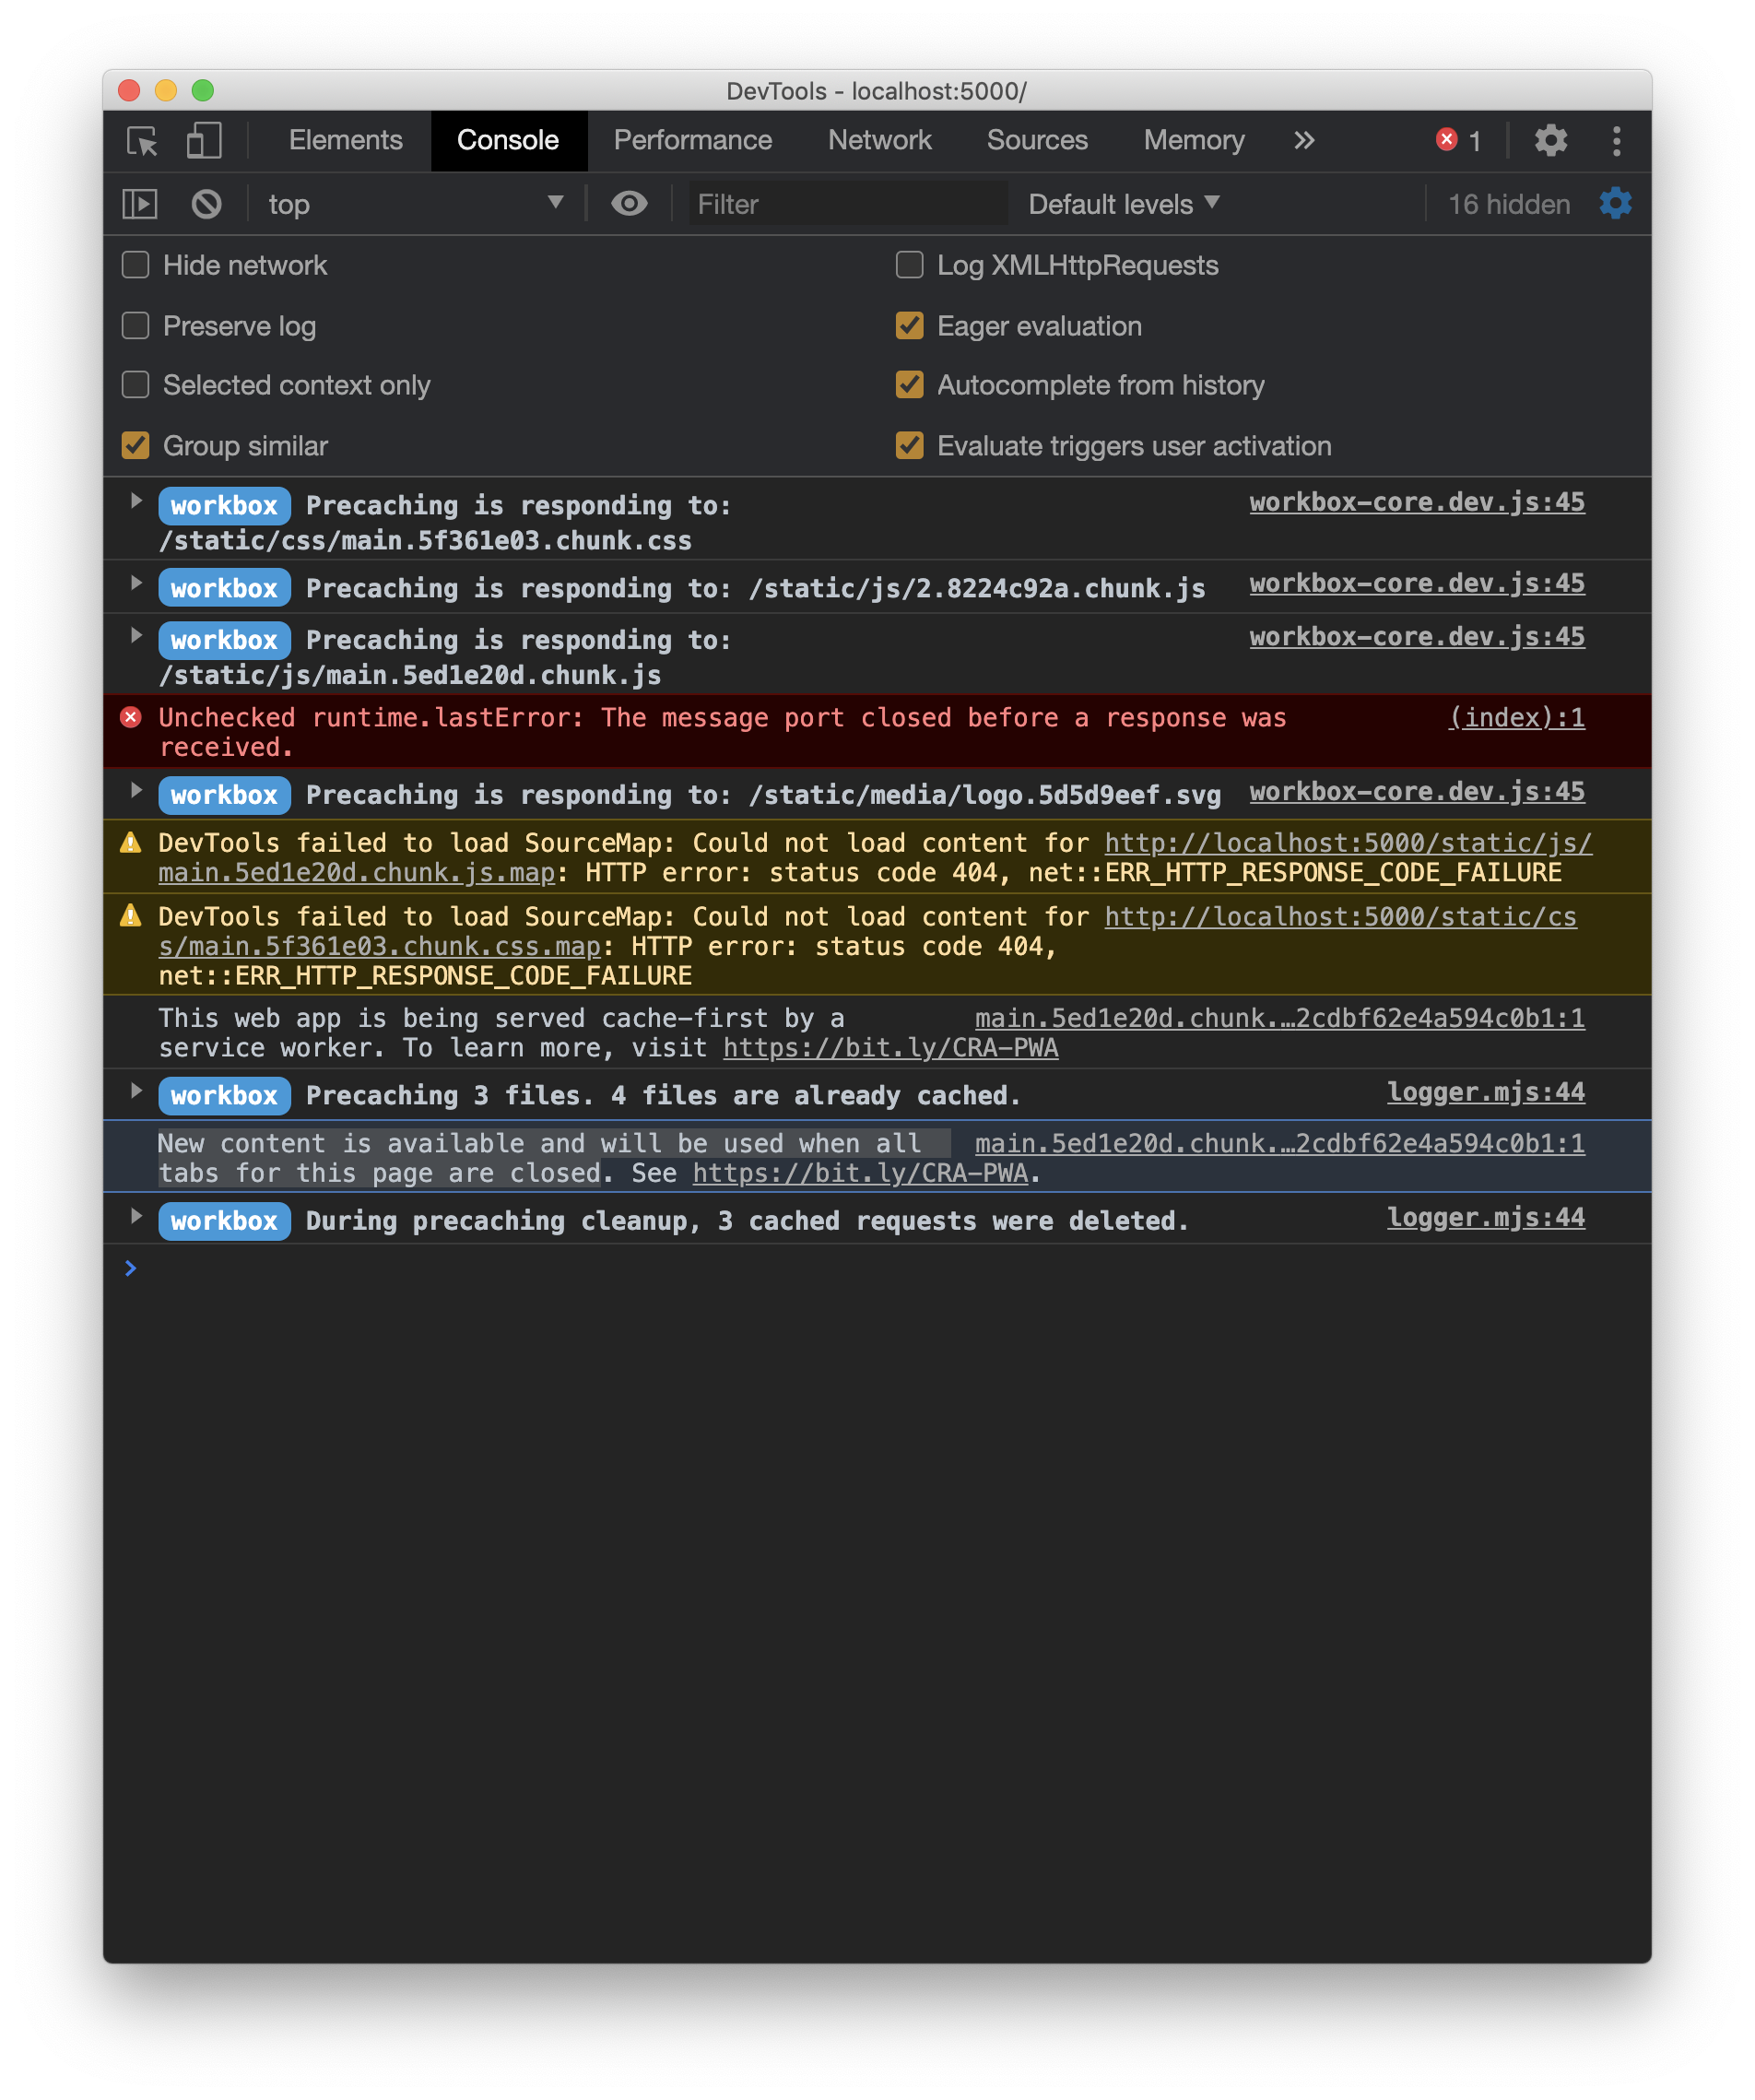 DevTools - localhost:5000/
Elements Console Performance Network Sources Memory » 1
top Filter Default levels 16 hidden
Hide network Log XMLHttpRequests
Preserve log Eager evaluation
Selected context only Autocomplete from history
Group similar Evaluate triggers user activation
workbox Precaching is responding to: workbox-core.dev.js:45
/static/css/main.5f361e03.chunk.css
workbox Precaching is responding to: /static/js/2.8224c92a.chunk.js workbox-core.dev.js:45
workbox Precaching is responding to: workbox-core.dev.js:45
/static/js/main.5ed1e20d.chunk.js
Unchecked runtime.lastError: The message port closed before a response was (index):1
received.
workbox Precaching is responding to: /static/media/logo.5d5d9eef.svg workbox-core.dev.js:45
DevTools failed to load SourceMap: Could not load content for http://localhost:5000/static/js/
main.5ed1e20d.chunk.js.map: HTTP error: status code 404, net::ERR_HTTP_RESPONSE_CODE_FAILURE
DevTools failed to load SourceMap: Could not load content for http://localhost:5000/static/cs
s/main.5f361e03.chunk.css.map: HTTP error: status code 404,
net::ERR_HTTP_RESPONSE_CODE_FAILURE
This web app is being served cache-first by a main.5ed1e20d.chunk.…2cdbf62e4a594c0b1:1
service worker. To learn more, visit https://bit.ly/CRA-PWA
workbox Precaching 3 files. 4 files are already cached. logger.mjs:44
New content is available and will be used when all main.5ed1e20d.chunk.…2cdbf62e4a594c0b1:1
tabs for this page are closed. See https://bit.ly/CRA-PWA.
workbox During precaching cleanup, 3 cached requests were deleted. logger.mjs:44